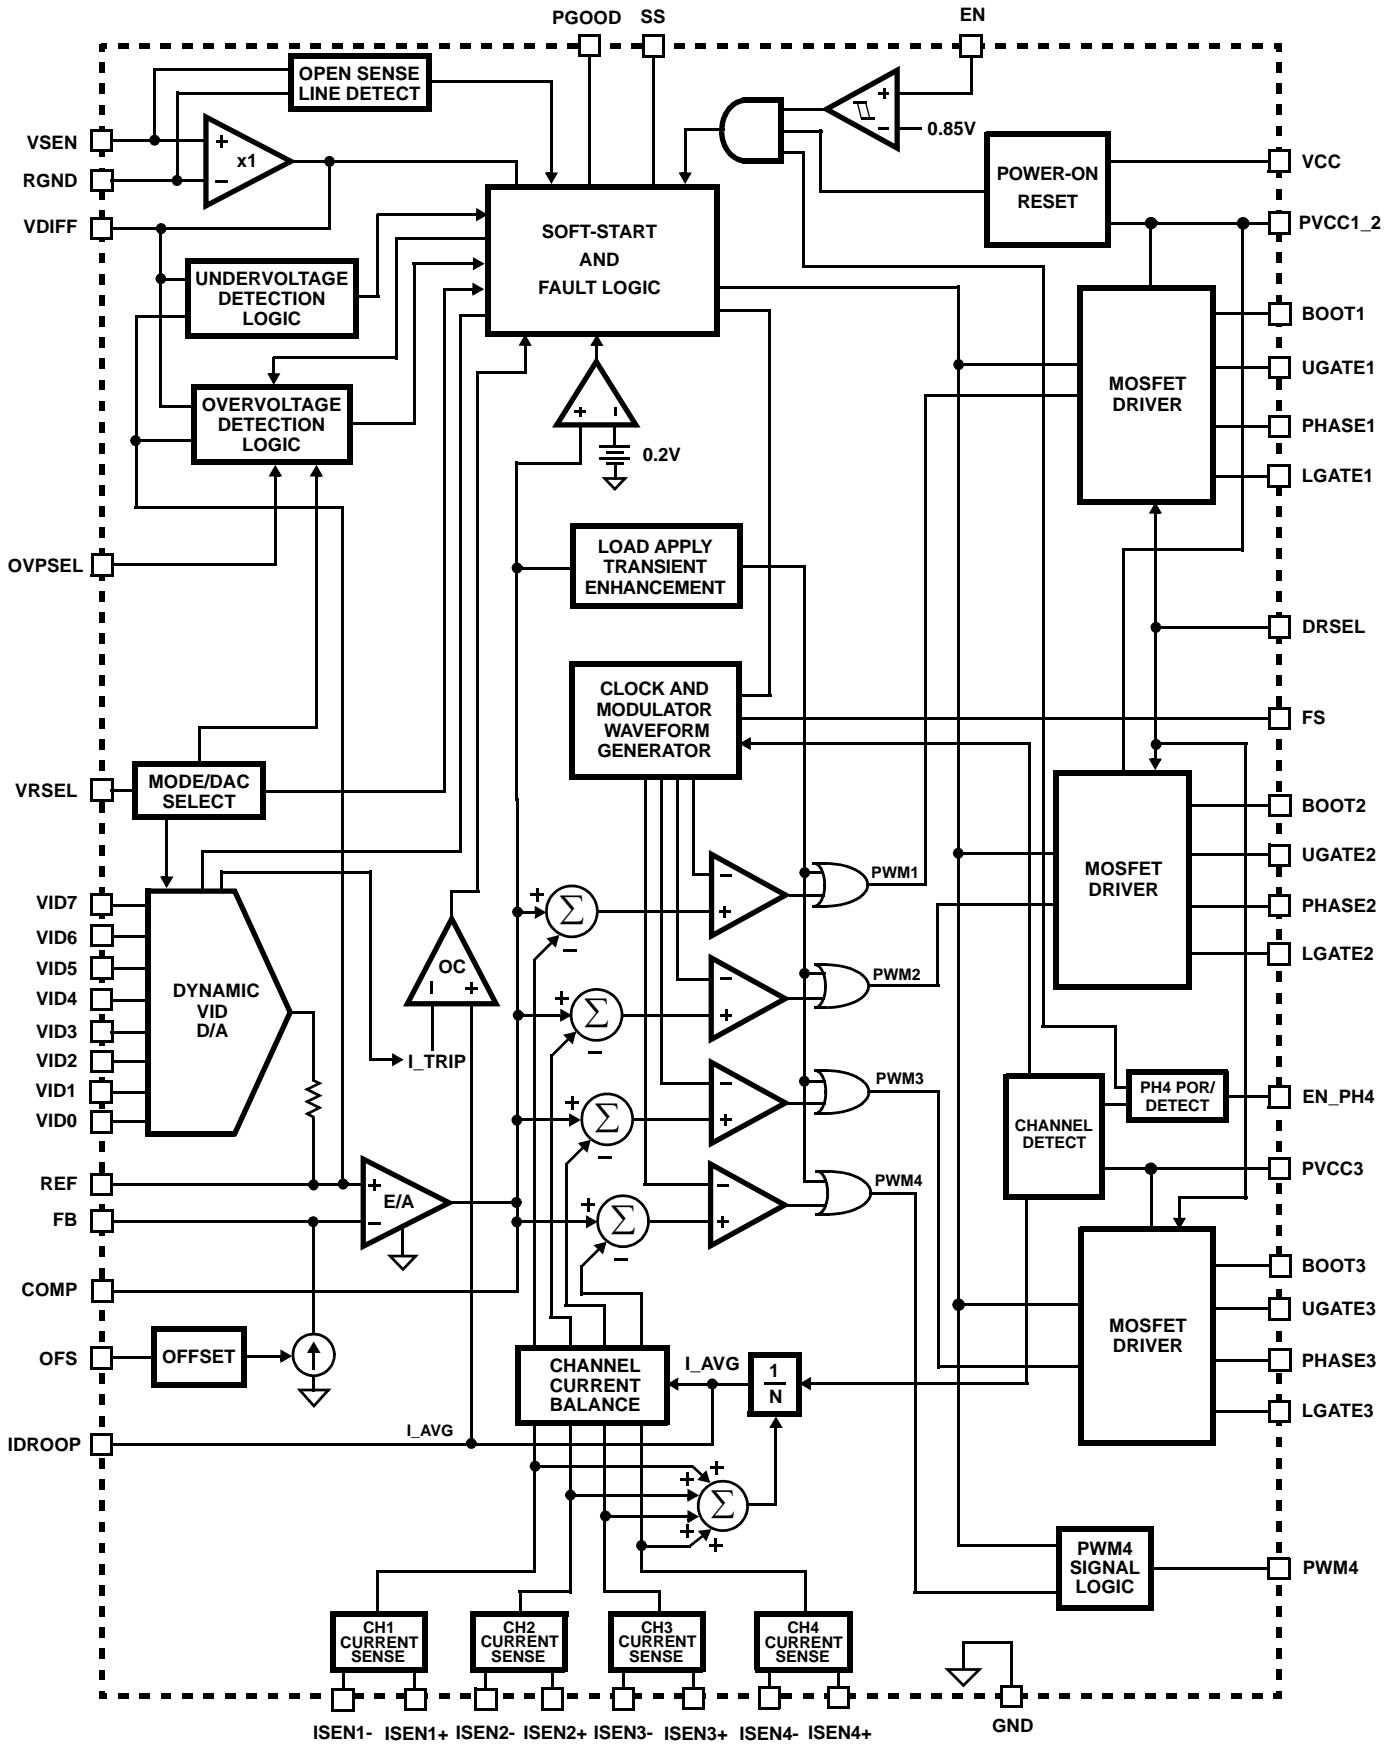 PGOOD
SS
EN
OPEN SENSE
LINE DETECT
VSEN
+
−
x1
RGND
VDIFF
+
−
0.85V
POWER-ON
RESET
VCC
PVCC1_2
SOFT-START
AND
FAULT LOGIC
UNDERVOLTAGE
DETECTION
LOGIC
OVERVOLTAGE
DETECTION
LOGIC
+
−
0.2V
MOSFET
DRIVER
BOOT1
UGATE1
PHASE1
LGATE1
OVPSEL
LOAD APPLY
TRANSIENT
ENHANCEMENT
DRSEL
CLOCK AND
MODULATOR
WAVEFORM
GENERATOR
FS
VRSEL
MODE/DAC
SELECT
MOSFET
DRIVER
BOOT2
UGATE2
PHASE2
LGATE2
VID7
VID6
VID5
VID4
VID3
VID2
VID1
VID0
DYNAMIC
VID
D/A
OC
−
+
I_TRIP
+
Σ
−
−
+
PWM1
+
Σ
−
−
+
PWM2
+
Σ
−
−
+
PWM3
+
Σ
−
−
+
PWM4
CHANNEL
DETECT
PH4 POR/
DETECT
EN_PH4
PVCC3
REF
FB
+
−
E/A
COMP
OFS
OFFSET
CHANNEL
CURRENT
BALANCE
I_AVG
1
N
MOSFET
DRIVER
BOOT3
UGATE3
PHASE3
LGATE3
IDROOP
I_AVG
+
+
Σ
+
+
PWM4
SIGNAL
LOGIC
PWM4
CH1
CURRENT
SENSE
CH2
CURRENT
SENSE
CH3
CURRENT
SENSE
CH4
CURRENT
SENSE
ISEN1-
ISEN1+
ISEN2-
ISEN2+
ISEN3-
ISEN3+
ISEN4-
ISEN4+
GND